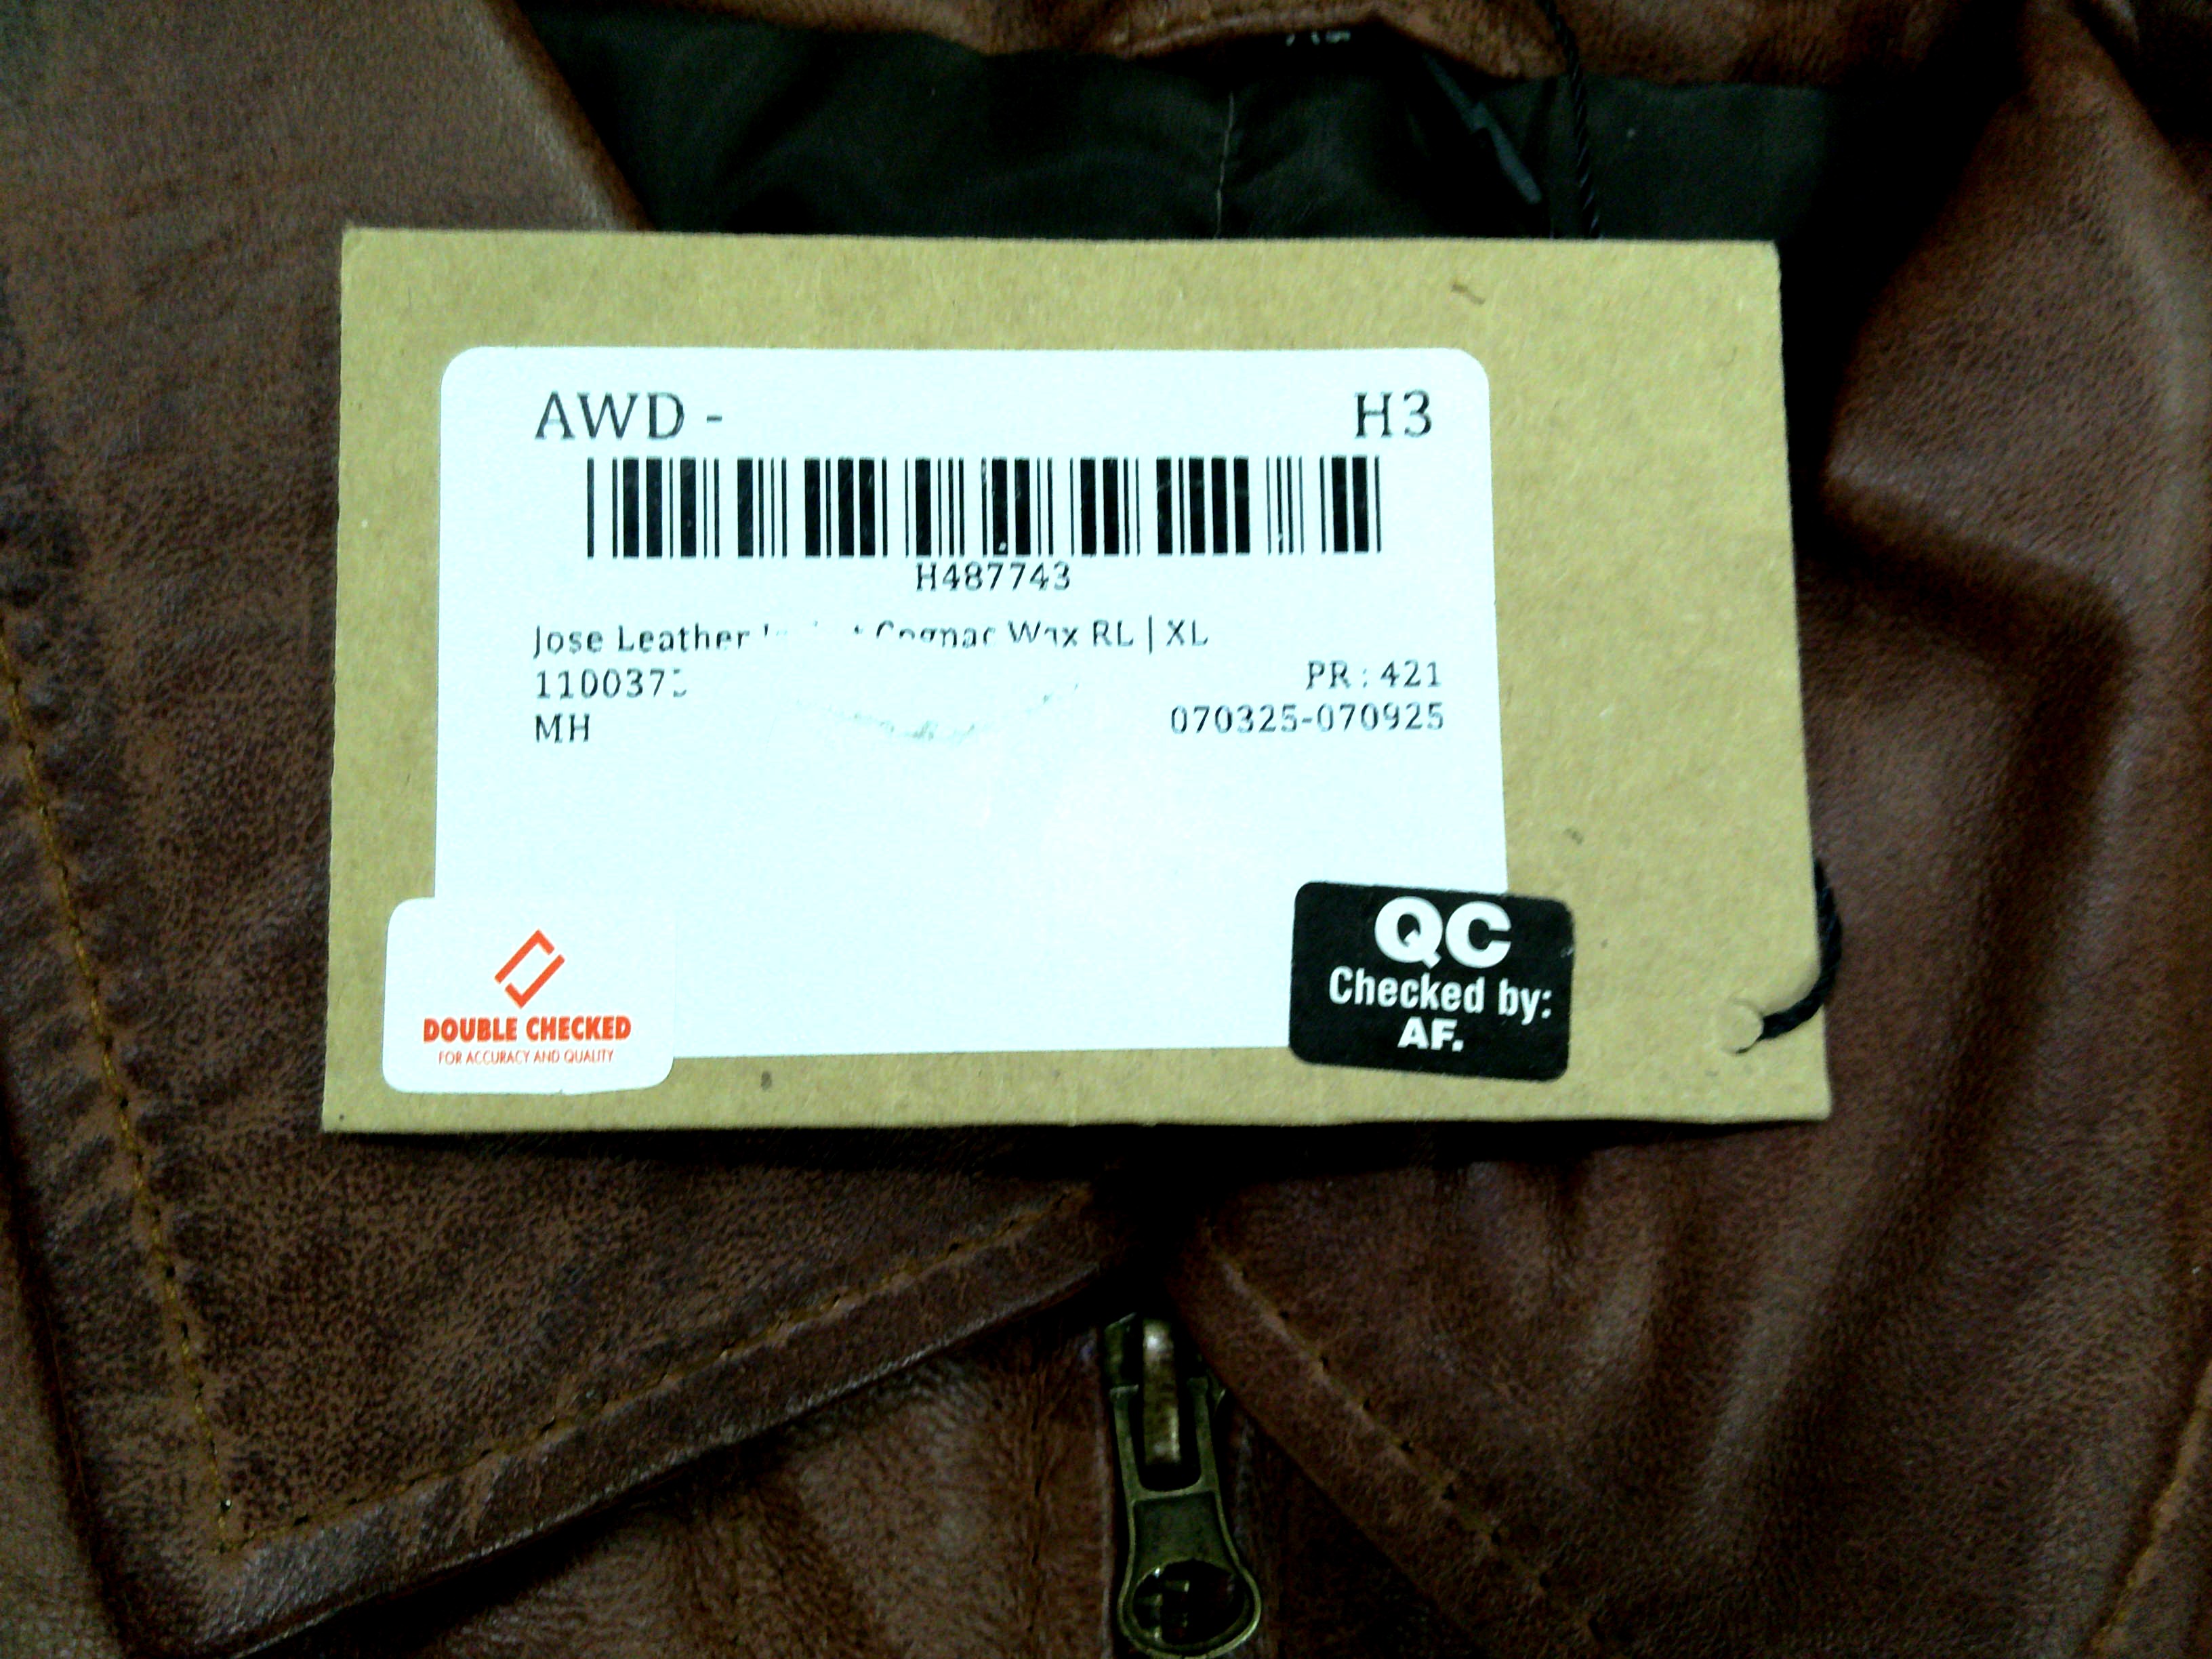 AWD - H3
H487743
Jose Leather Cognac Wax RL | XL
PR : 421
MH 070325-070925
DOUBLE CHECKED
FOR ACCURACY AND QUALITY
QC
Checked by:
AF.